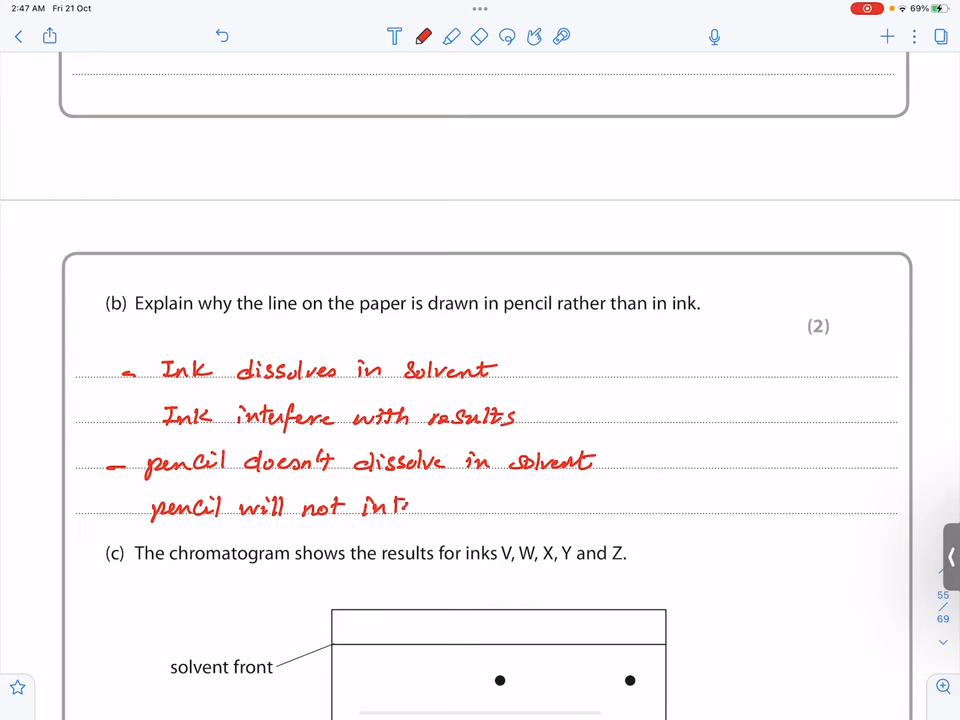 2:47 AM Fri 21 Oct
69%
(b) Explain why the line on the paper is drawn in pencil rather than in ink.
(2)
- Ink dissolves in solvent
Ink interfere with results
- pencil doesn't dissolve in solvent
pencil will not int
(c) The chromatogram shows the results for inks V, W, X, Y and Z.
55
/
69
solvent front